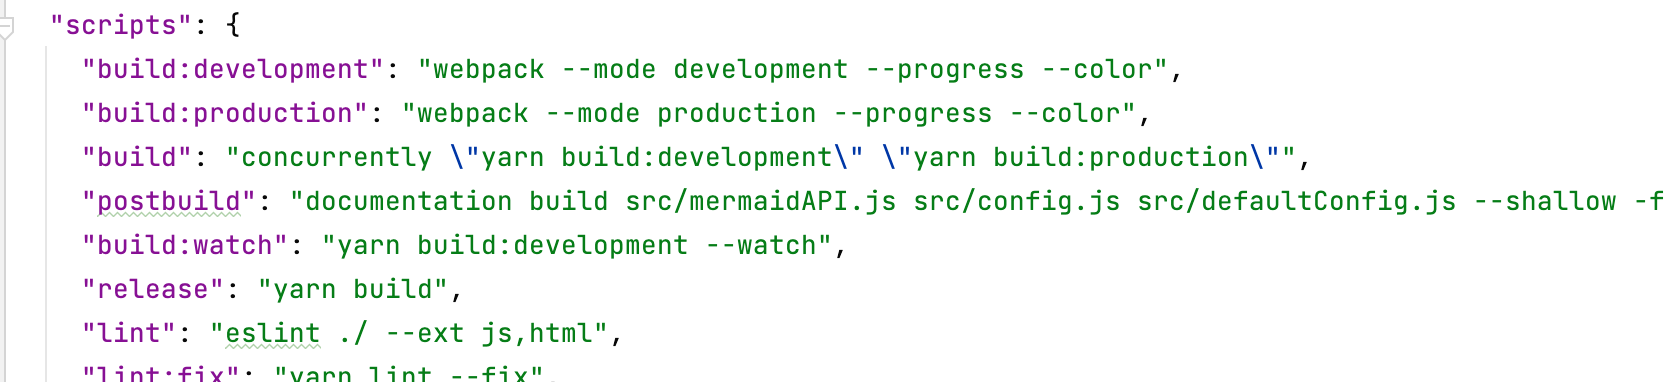 "scripts": {
"build:development": "webpack --mode development --progress --color",
"build:production": "webpack --mode production --progress --color",
"build": "concurrently \"yarn build:development\" \"yarn build:production\"",
"postbuild": "documentation build src/mermaidAPI.js src/config.js src/defaultConfig.js --shallow -f
"build:watch": "yarn build:development --watch",
"release": "yarn build",
"lint": "eslint ./ --ext js,html",
"lint:fix": "yarn lint --fix",